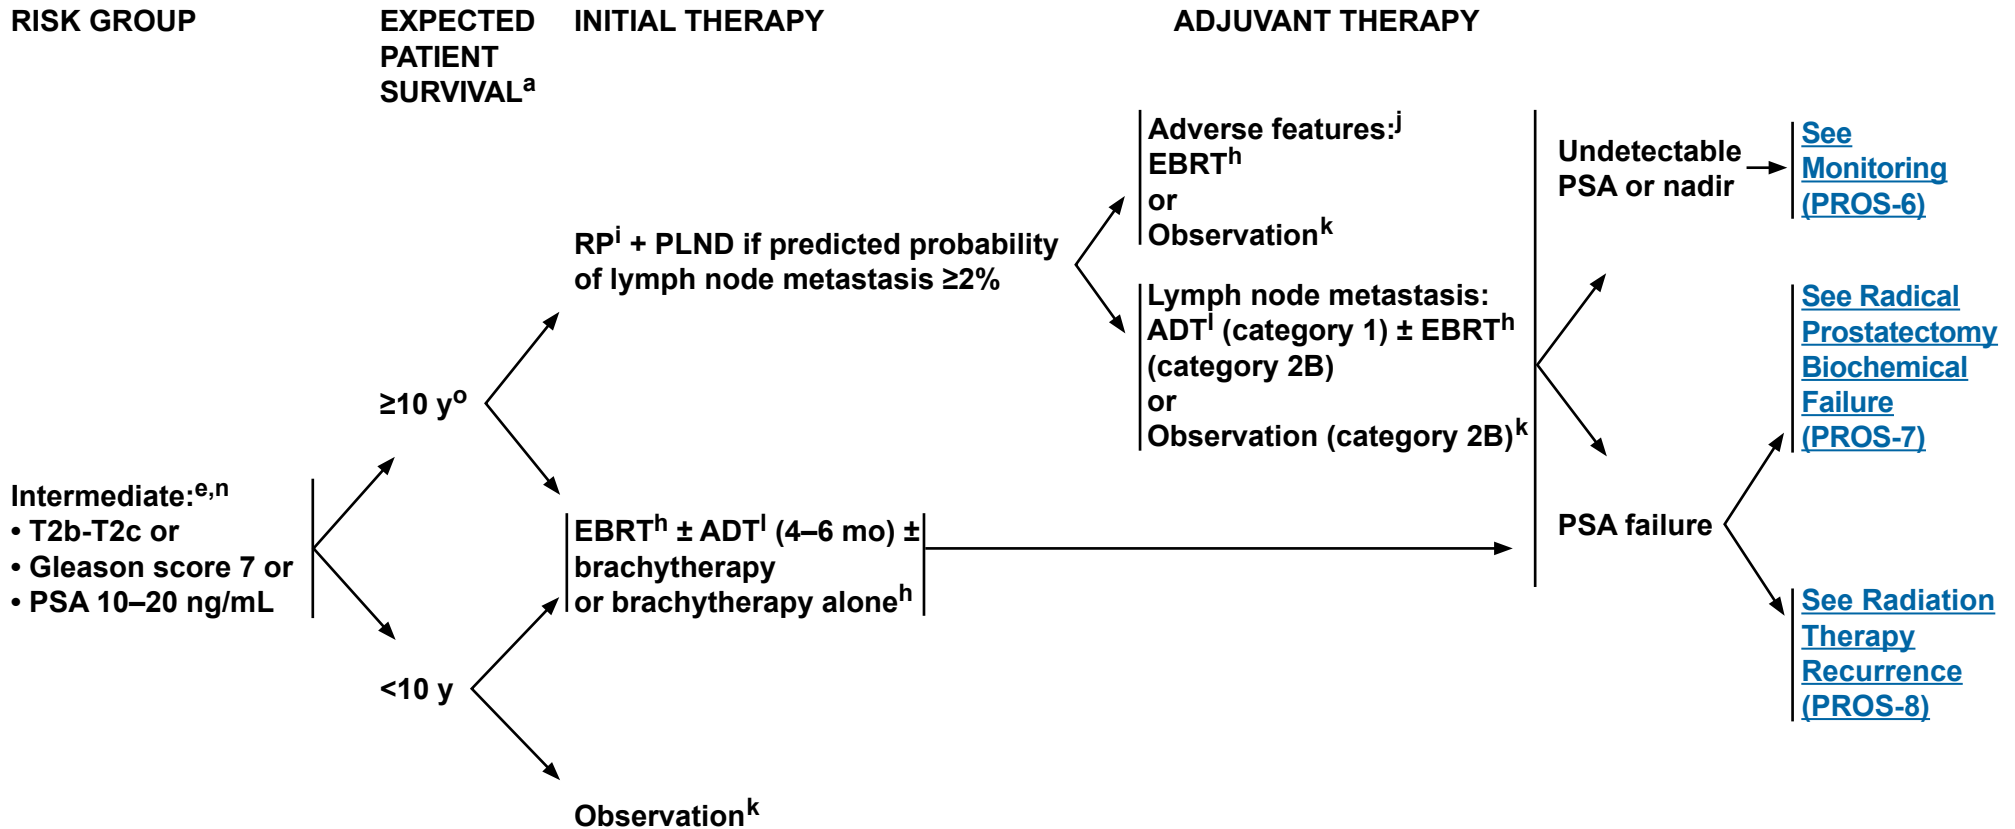 RISK GROUP
EXPECTED
PATIENT
SURVIVALa
INITIAL THERAPY
ADJUVANT THERAPY
Intermediate:e,n
• T2b-T2c or
• Gleason score 7 or
• PSA 10–20 ng/mL
≥10 yo
<10 y
RPi + PLND if predicted probability
of lymph node metastasis ≥2%
EBRTh ± ADTl (4–6 mo) ±
brachytherapy
or brachytherapy aloneh
Observationk
Adverse features:j
EBRTh
or
Observationk
Lymph node metastasis:
ADTl (category 1) ± EBRTh
(category 2B)
or
Observation (category 2B)k
Undetectable
PSA or nadir
PSA failure
See
Monitoring
(PROS-6)
See Radical
Prostatectomy
Biochemical
Failure
(PROS-7)
See Radiation
Therapy
Recurrence
(PROS-8)